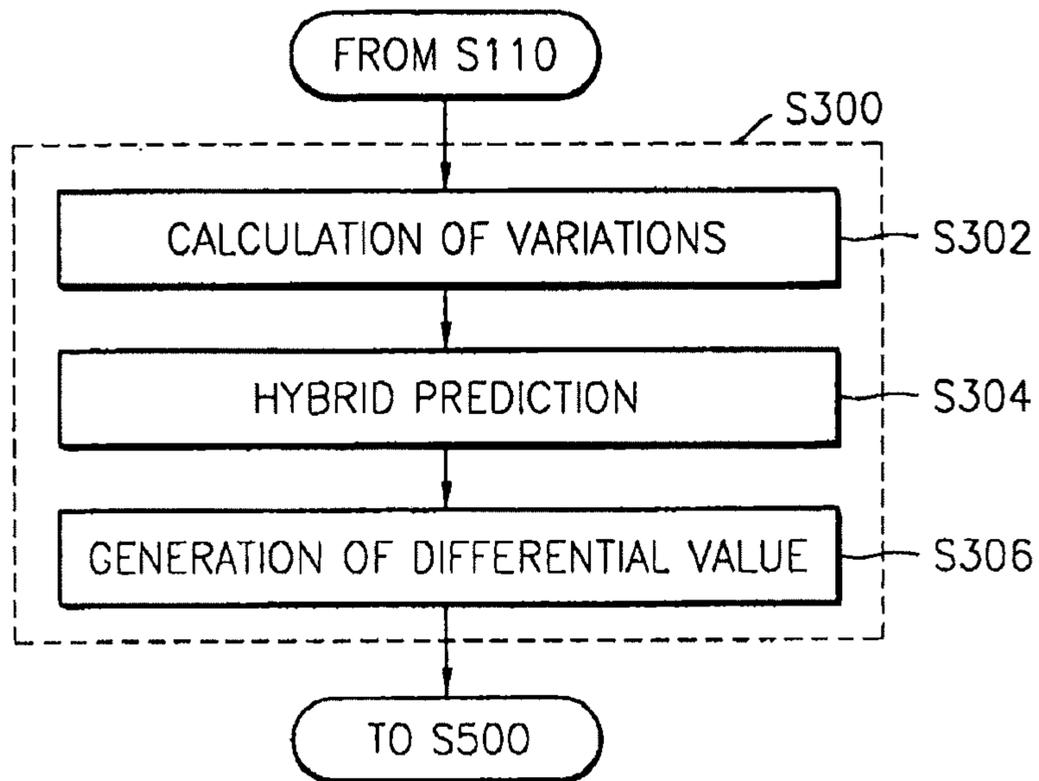 FROM S110
S300
CALCULATION OF VARIATIONS
S302
HYBRID PREDICTION
S304
GENERATION OF DIFFERENTIAL VALUE
S306
TO S500